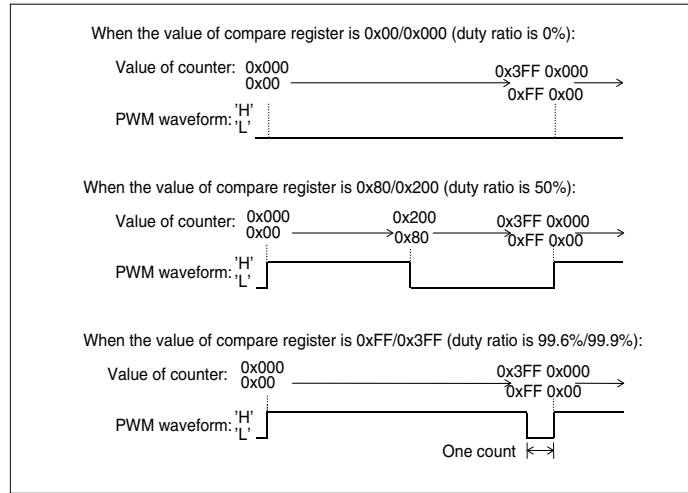 When the value of compare register is 0x00/0x000 (duty ratio is 0%):
Value of counter: 0x000 0x3FF 0x000
0x00 0xFF 0x00
PWM waveform: 'H'
'L'
When the value of compare register is 0x80/0x200 (duty ratio is 50%):
Value of counter: 0x000 0x200 0x3FF 0x000
0x00 0x80 0xFF 0x00
PWM waveform: 'H'
'L'
When the value of compare register is 0xFF/0x3FF (duty ratio is 99.6%/99.9%):
Value of counter: 0x000 0x3FF 0x000
0x00 0xFF 0x00
PWM waveform: 'H'
'L'
One count